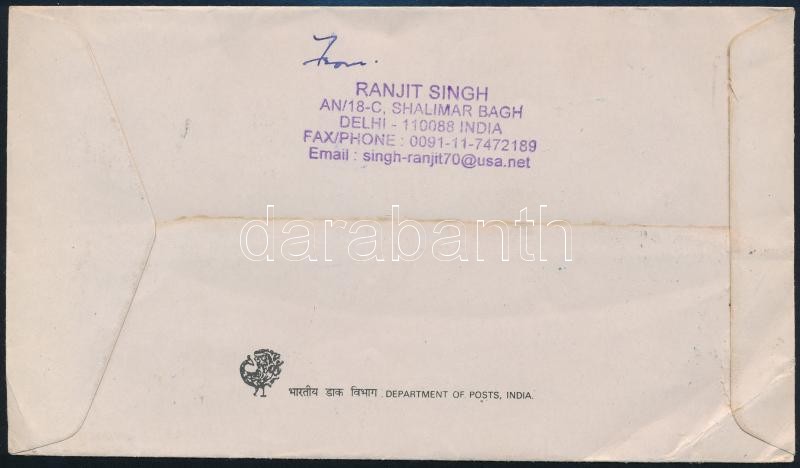 From.
RANJIT SINGH
AN/18-C, SHALIMAR BAGH
DELHI - 110088 INDIA
FAX/PHONE : 0091-11-7472189
Email : singh-ranjit70@usa.net
darabanth
भारतीय डाक विभाग DEPARTMENT OF POSTS, INDIA.